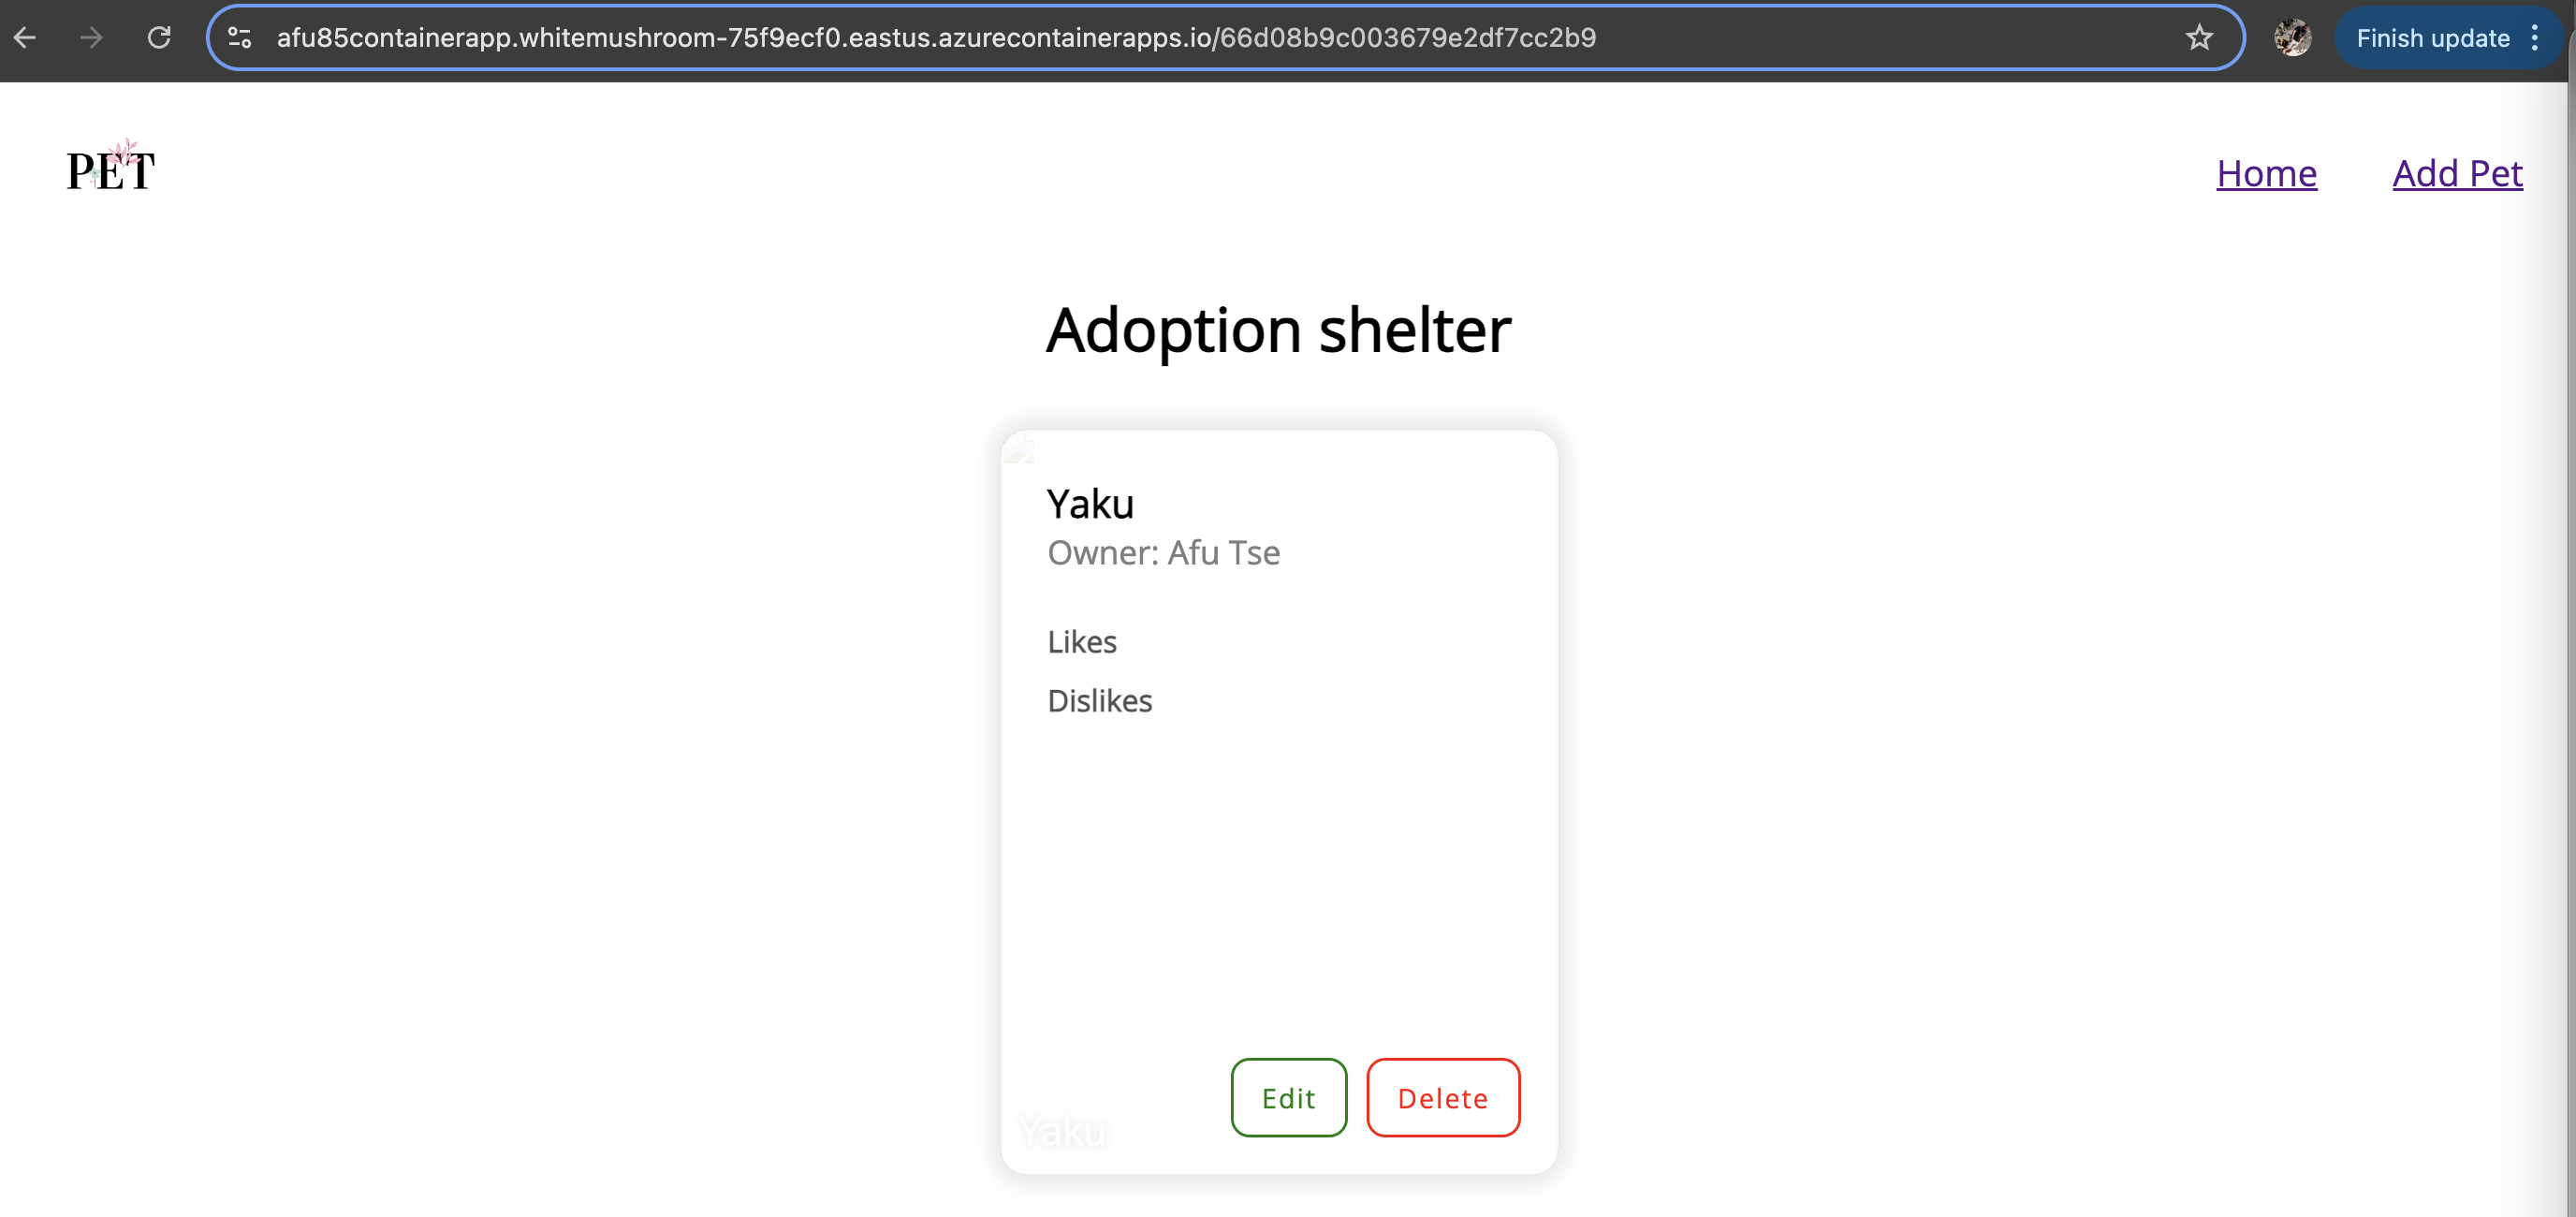 afu85containerapp.whitemushroom-75f9ecf0.eastus.azurecontainerapps.io/66d08b9c003679e2df7cc2b9
Finish update
PET
Home
Add Pet
Adoption shelter
Yaku
Owner: Afu Tse
Likes
Dislikes
Edit
Delete
Yaku